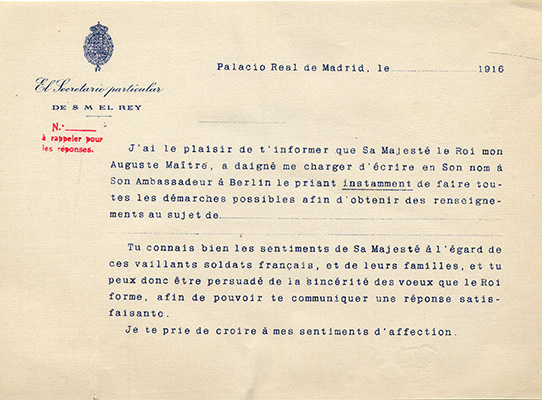 Palacio Real de Madrid, le 1916
El Secretario particular
DE S M EL REY
N.º
à rappeler pour
les réponses.
J'ai le plaisir de t'informer que Sa Majesté le Roi mon
Auguste Maître, a daigné me charger d'écrire en Son nom à
Son Ambassadeur à Berlin le priant instamment de faire tou-
tes les démarches possibles afin d'obtenir des renseigne-
ments au sujet de
Tu connais bien les sentiments de Sa Majesté à l'égard de
ces vaillants soldats français, et de leurs familles, et tu
peux donc être persuadé de la sincérité des voeux que le Roi
forme, afin de pouvoir te communiquer une réponse satis-
faisante.
Je te prie de croire à mes sentiments d'affection.